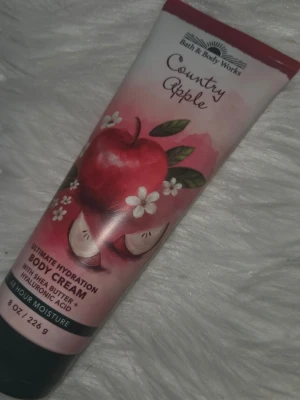 Bath & Body Works
Country
Apple
ULTIMATE HYDRATION
BODY CREAM
WITH SHEA BUTTER +
HYALURONIC ACID
HOUR MOISTURE
8 OZ / 226 g